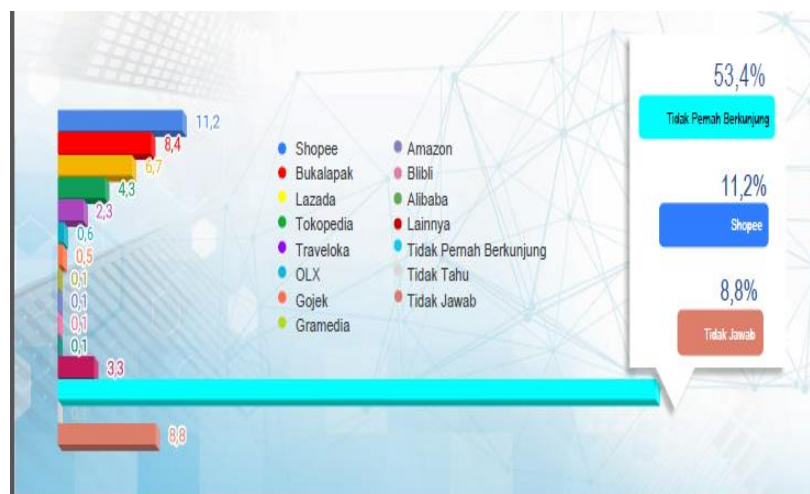 11,2
8,4
6,7
4,3
2,3
0,6
0,5
0,1
0,1
0,1
0,1
3,3
8,8
Shopee
Bukalapak
Lazada
Tokopedia
Traveloka
OLX
Gojek
Gramedia
Amazon
Blibli
Alibaba
Lainnya
Tidak Pernah Berkunjung
Tidak Tahu
Tidak Jawab
53,4%
Tidak Pernah Berkunjung
11,2%
Shopee
8,8%
Tidak Jawab